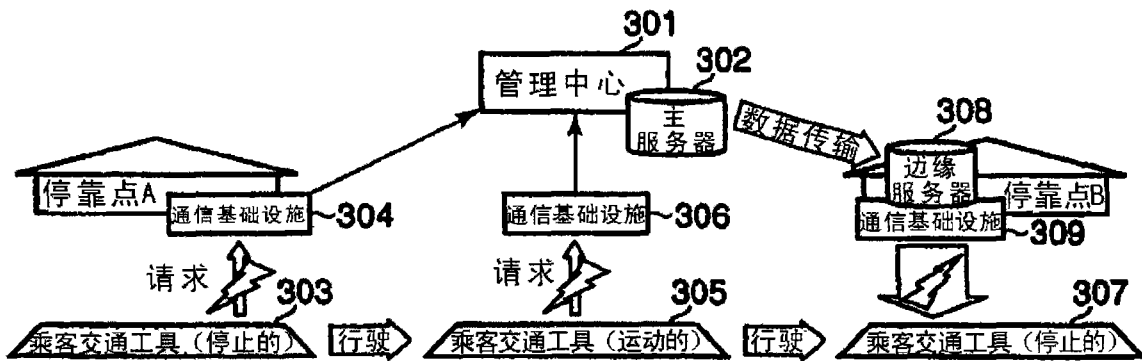 301
管理中心
302
主
服务器
数据传输
308
边缘
服务器
停靠点A
通信基础设施
304
通信基础设施
306
停靠点B
通信基础设施
309
请求
请求
303
305
307
乘客交通工具（停止的）
行驶
乘客交通工具（运动的）
行驶
乘客交通工具（停止的）